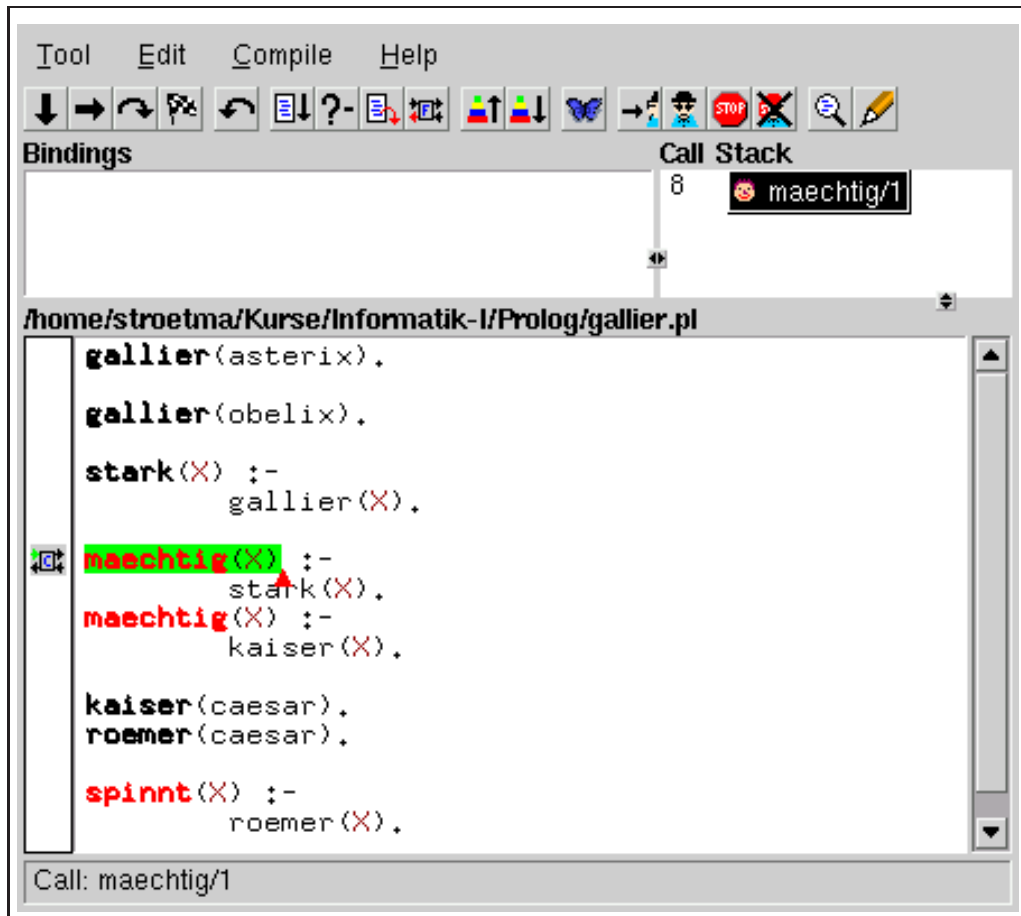 Tool Edit Compile Help
?- F STOP
Bindings
Call Stack
8 maechtig/1
/home/stroetma/Kurse/Informatik-I/Prolog/gallier.pl
gallier(asterix).
gallier(obelix).
stark(X) :-
gallier(X).
C maechtig(X) :-
stark(X).
maechtig(X) :-
kaiser(X).
kaiser(caesar).
roemer(caesar).
spinnt(X) :-
roemer(X).
Call: maechtig/1